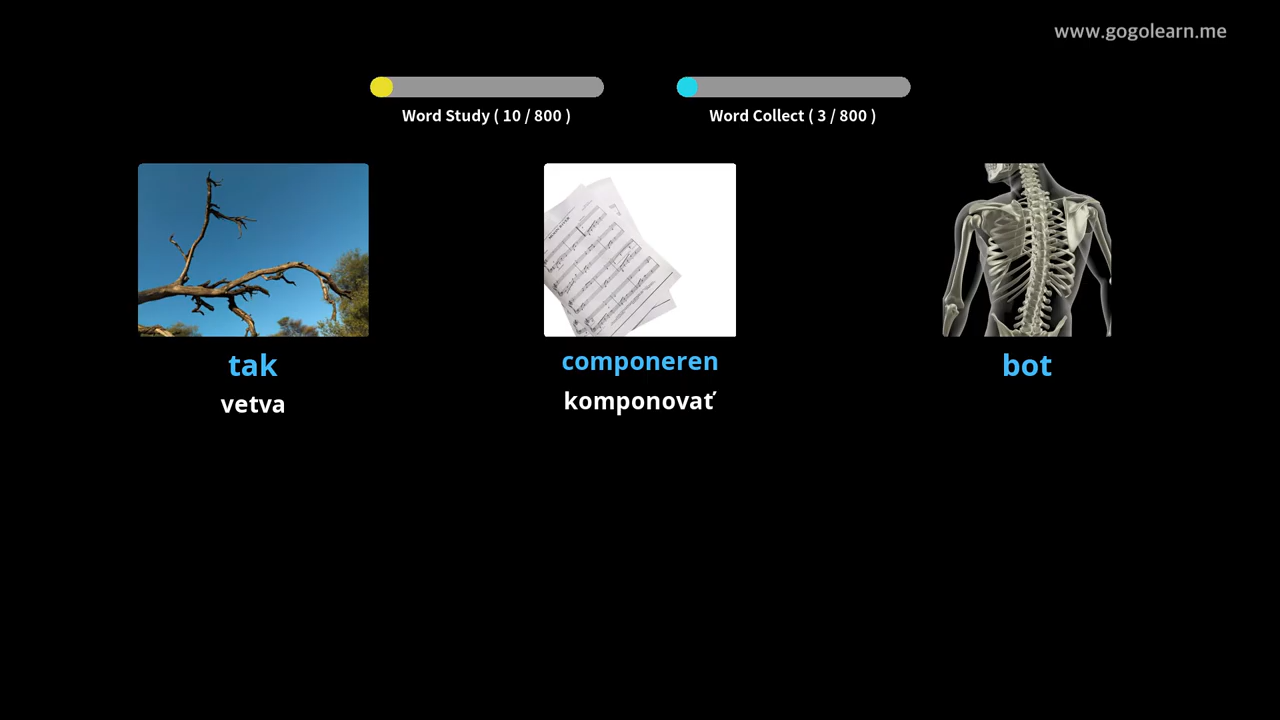 www.gogolearn.me
Word Study ( 10 / 800 )
Word Collect ( 3 / 800 )
tak
componeren
bot
vetva
komponovať